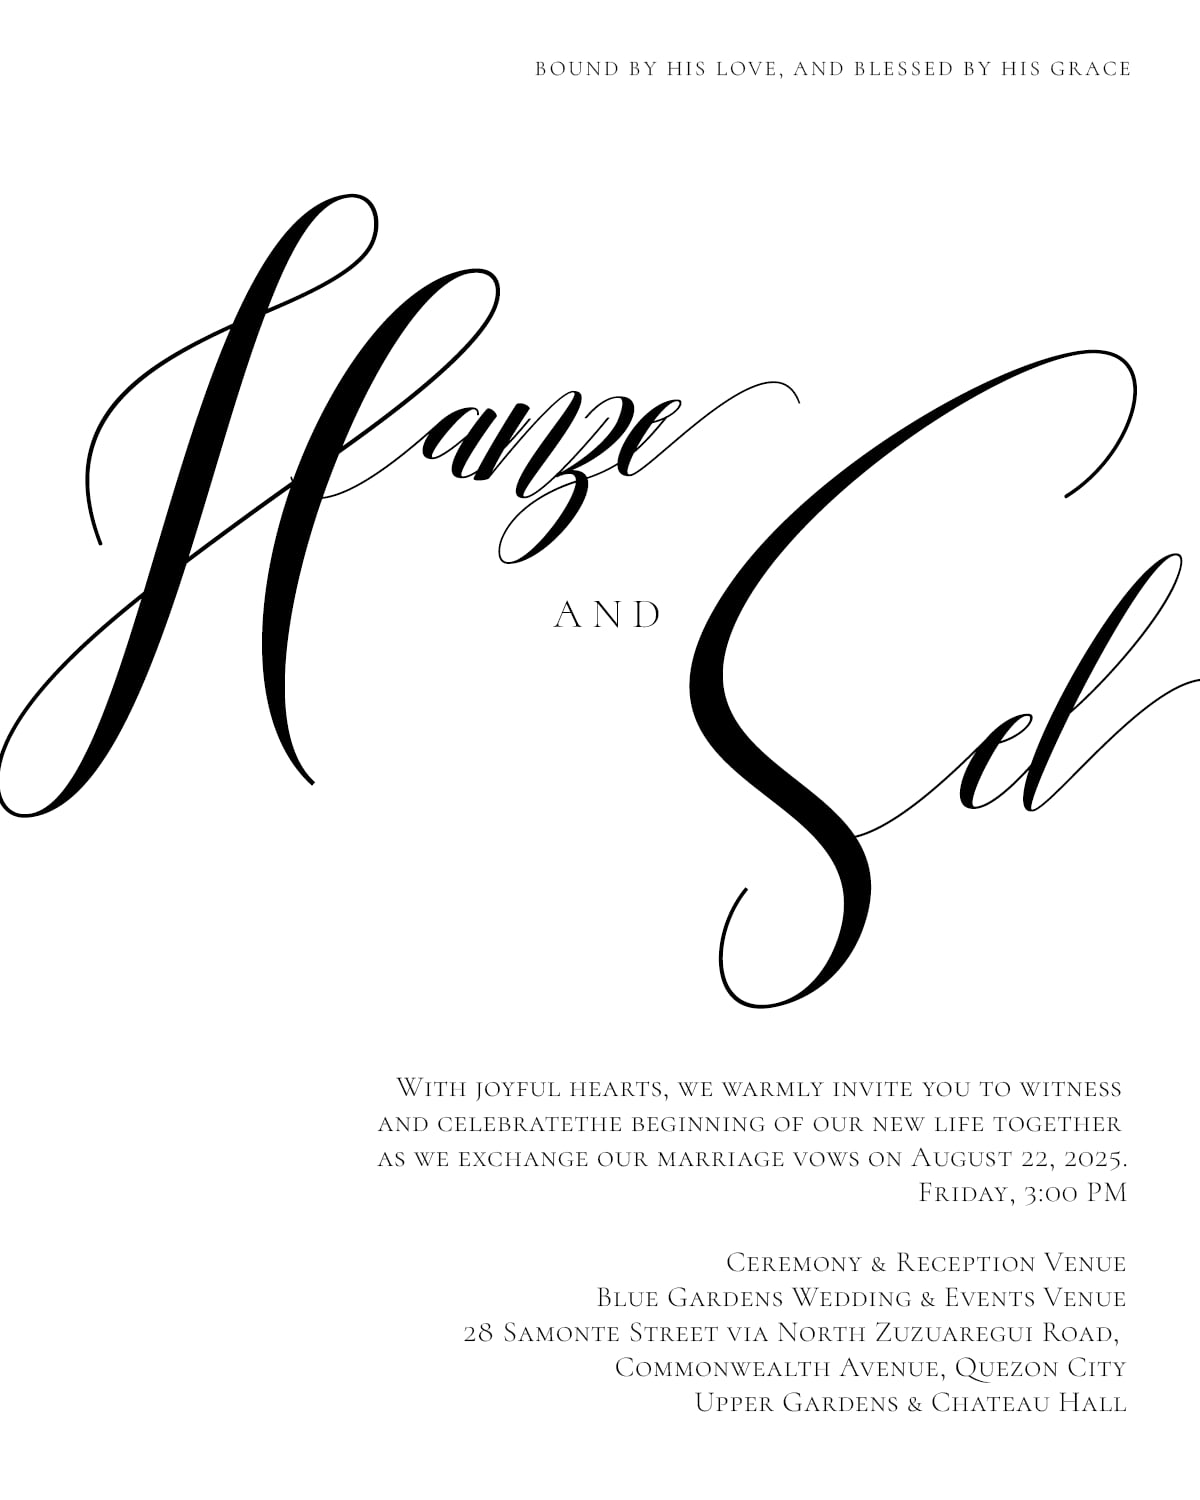 BOUND BY HIS LOVE, AND BLESSED BY HIS GRACE
Hanze
AND
Sel
With joyful hearts, we warmly invite you to witness
and celebratethe beginning of our new life together
as we exchange our marriage vows on August 22, 2025.
Friday, 3:00 PM
Ceremony & Reception Venue
Blue Gardens Wedding & Events Venue
28 Samonte Street via North Zuzuaregui Road,
Commonwealth Avenue, Quezon City
Upper Gardens & Chateau Hall